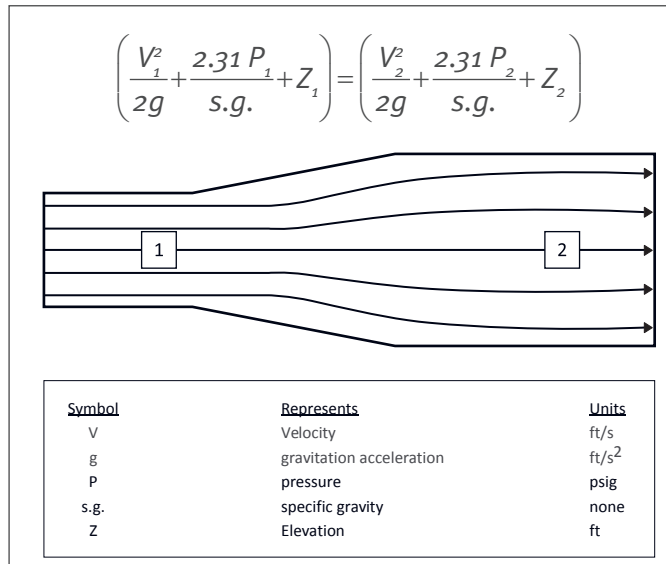 (V₁²/2g + 2.31 P₁/s.g. + Z₁) = (V₂²/2g + 2.31 P₂/s.g. + Z₂)
1 2
Symbol Represents Units
V Velocity ft/s
g gravitation acceleration ft/s²
P pressure psig
s.g. specific gravity none
Z Elevation ft